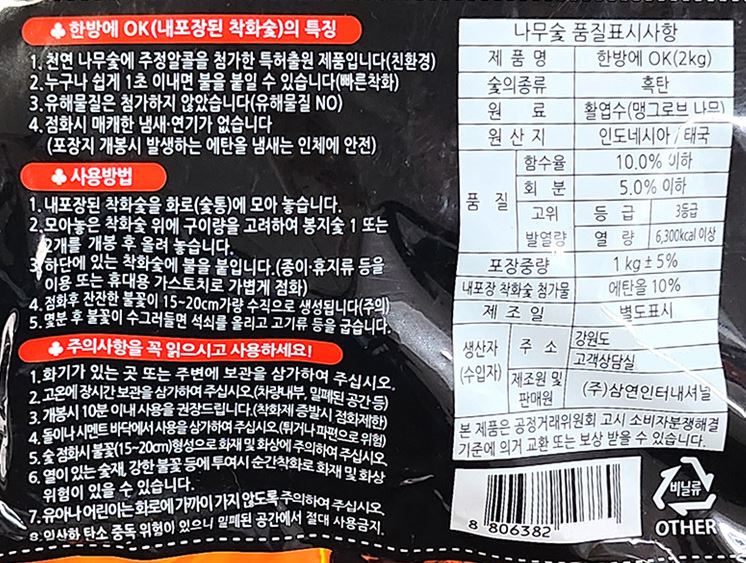 ♣ 한방에 OK(내포장된 착화숯)의 특징
1. 천연 나무숯에 주정알콜을 첨가한 특허출원 제품입니다(친환경)
2. 누구나 쉽게 1초 이내면 불을 붙일 수 있습니다(빠른착화)
3. 유해물질은 첨가하지 않았습니다(유해물질 NO)
4. 점화시 매캐한 냄새·연기가 없습니다
(포장지 개봉시 발생하는 에탄올 냄새는 인체에 안전)
♣ 사용방법
1. 내포장된 착화숯을 화로(숯통)에 모아 놓습니다.
2. 모아놓은 착화숯 위에 구이량을 고려하여 봉지숯 1 또는
2개를 개봉 후 올려 놓습니다.
3. 하단에 있는 착화숯에 불을 붙입니다.(종이·휴지류 등을
이용 또는 휴대용 가스토치로 가볍게 점화)
4. 점화후 잔잔한 불꽃이 15~20cm가량 수직으로 생성됩니다(주의)
5. 몇분 후 불꽃이 수그러들면 석쇠를 올리고 고기류 등을 굽습니다.
♣ 주의사항을 꼭 읽으시고 사용하세요!
1. 화기가 있는 곳 또는 주변에 보관을 삼가하여 주십시오.
2. 고온에 장시간 보관을 삼가하여 주십시오.(차량내부, 밀폐된 공간 등)
3. 개봉시 10분 이내 사용을 권장드립니다.(착화제 증발시 점화제한)
4. 돌이나 시멘트 바닥에서 사용을 삼가하여 주십시오.(튀거나 파편으로 위험)
5. 숯 점화시 불꽃(15~20cm)형성으로 화재 및 화상에 주의하여 주십시오.
6. 열이 있는 숯재, 강한 불꽃 등에 투여시 순간착화로 화재 및 화상
위험이 있을 수 있습니다.
7. 유아나 어린이는 화로에 가까이 가지 않도록 주의하여 주십시오.
8. 일산화 탄소 중독 위험이 있으니 밀폐된 공간에서 절대 사용금지.
나무숯 품질표시사항
제 품 명 한방에 OK(2kg)
숯의종류 흑탄
원 료 활엽수(맹그로브 나무)
원 산 지 인도네시아 / 태국
품 질 함수율 10.0% 이하
회 분 5.0% 이하
고위 발열량 등 급 3등급
열 량 6,300kcal 이상
포장중량 1 kg ± 5%
내포장 착화숯 첨가물 에탄올 10%
제 조 일 별도표시
생산자 (수입자) 주 소 강원도
고객상담실
제조원 및 판매원 (주)삼연인터내셔널
본 제품은 공정거래위원회 고시 소비자분쟁해결
기준에 의거 교환 또는 보상 받을 수 있습니다.
8 806382
비닐류
OTHER